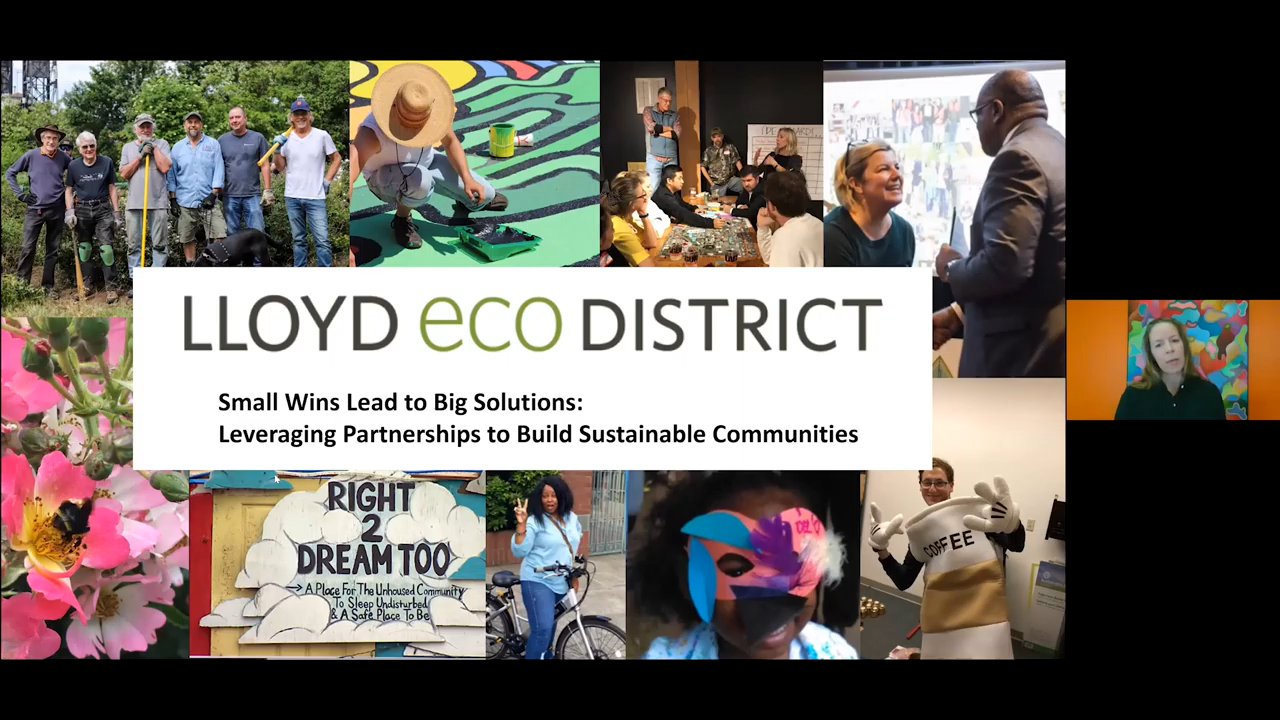 LLOYD eco DISTRICT
Small Wins Lead to Big Solutions:
Leveraging Partnerships to Build Sustainable Communities
RIGHT
2
DREAM TOO
A Place For The Unhoused Community
To Sleep Undisturbed
& A Safe Place To Be
COFFEE